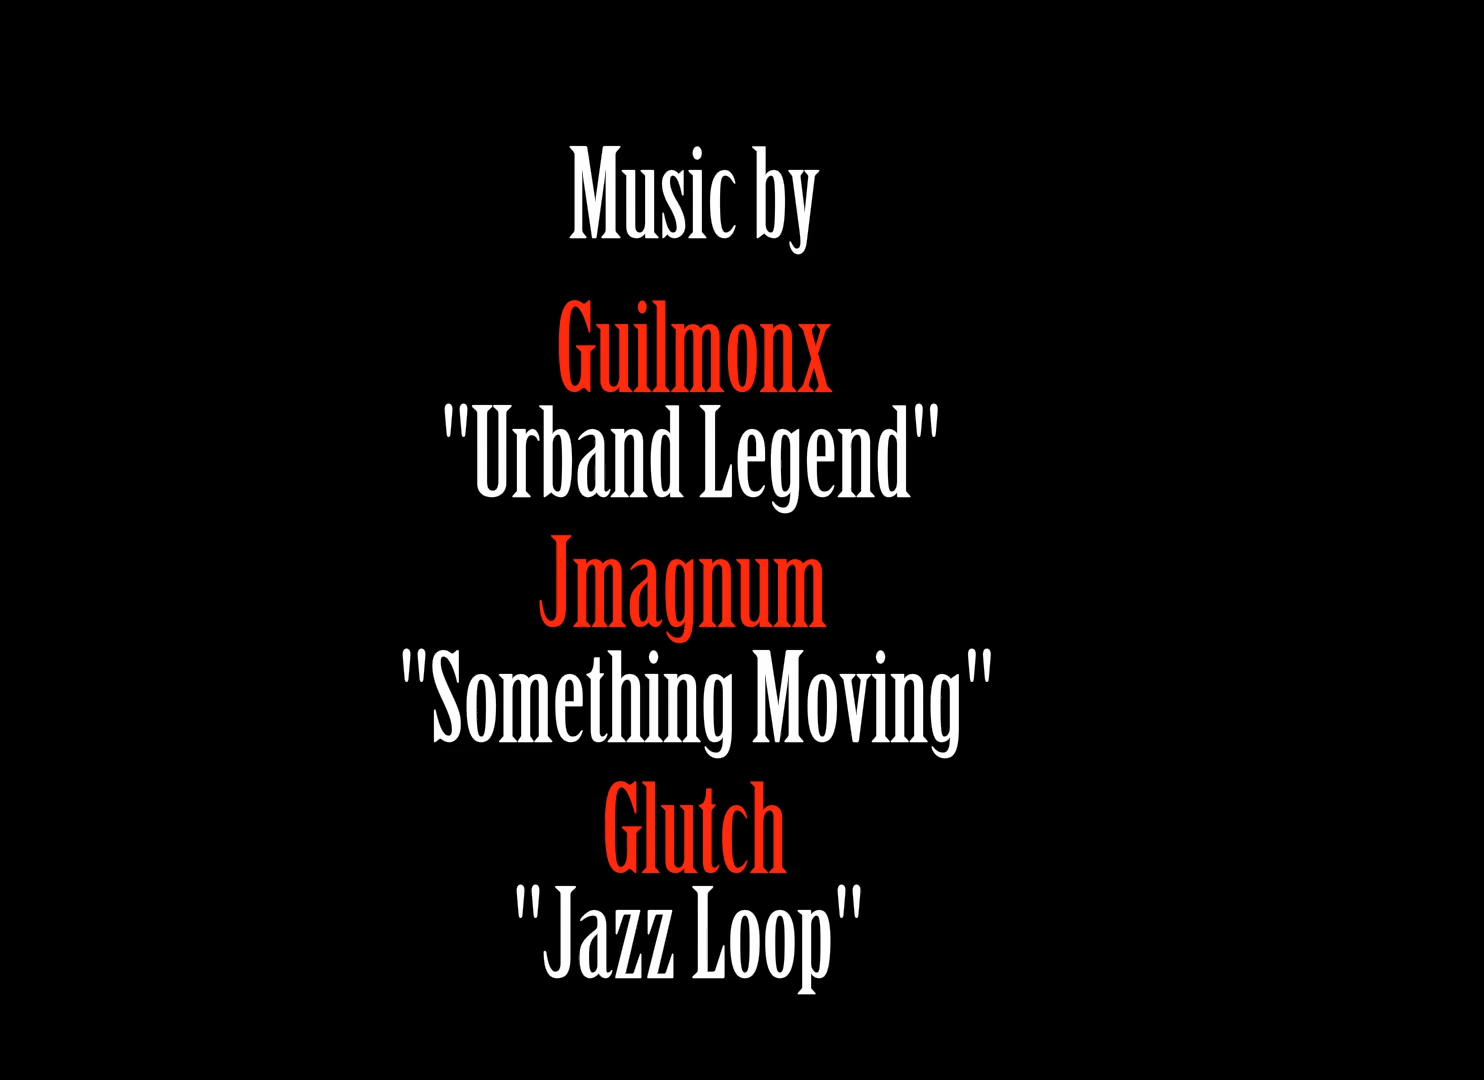 Music by
Guilmonx
"Urband Legend"
Jmagnum
"Something Moving"
Glutch
"Jazz Loop"